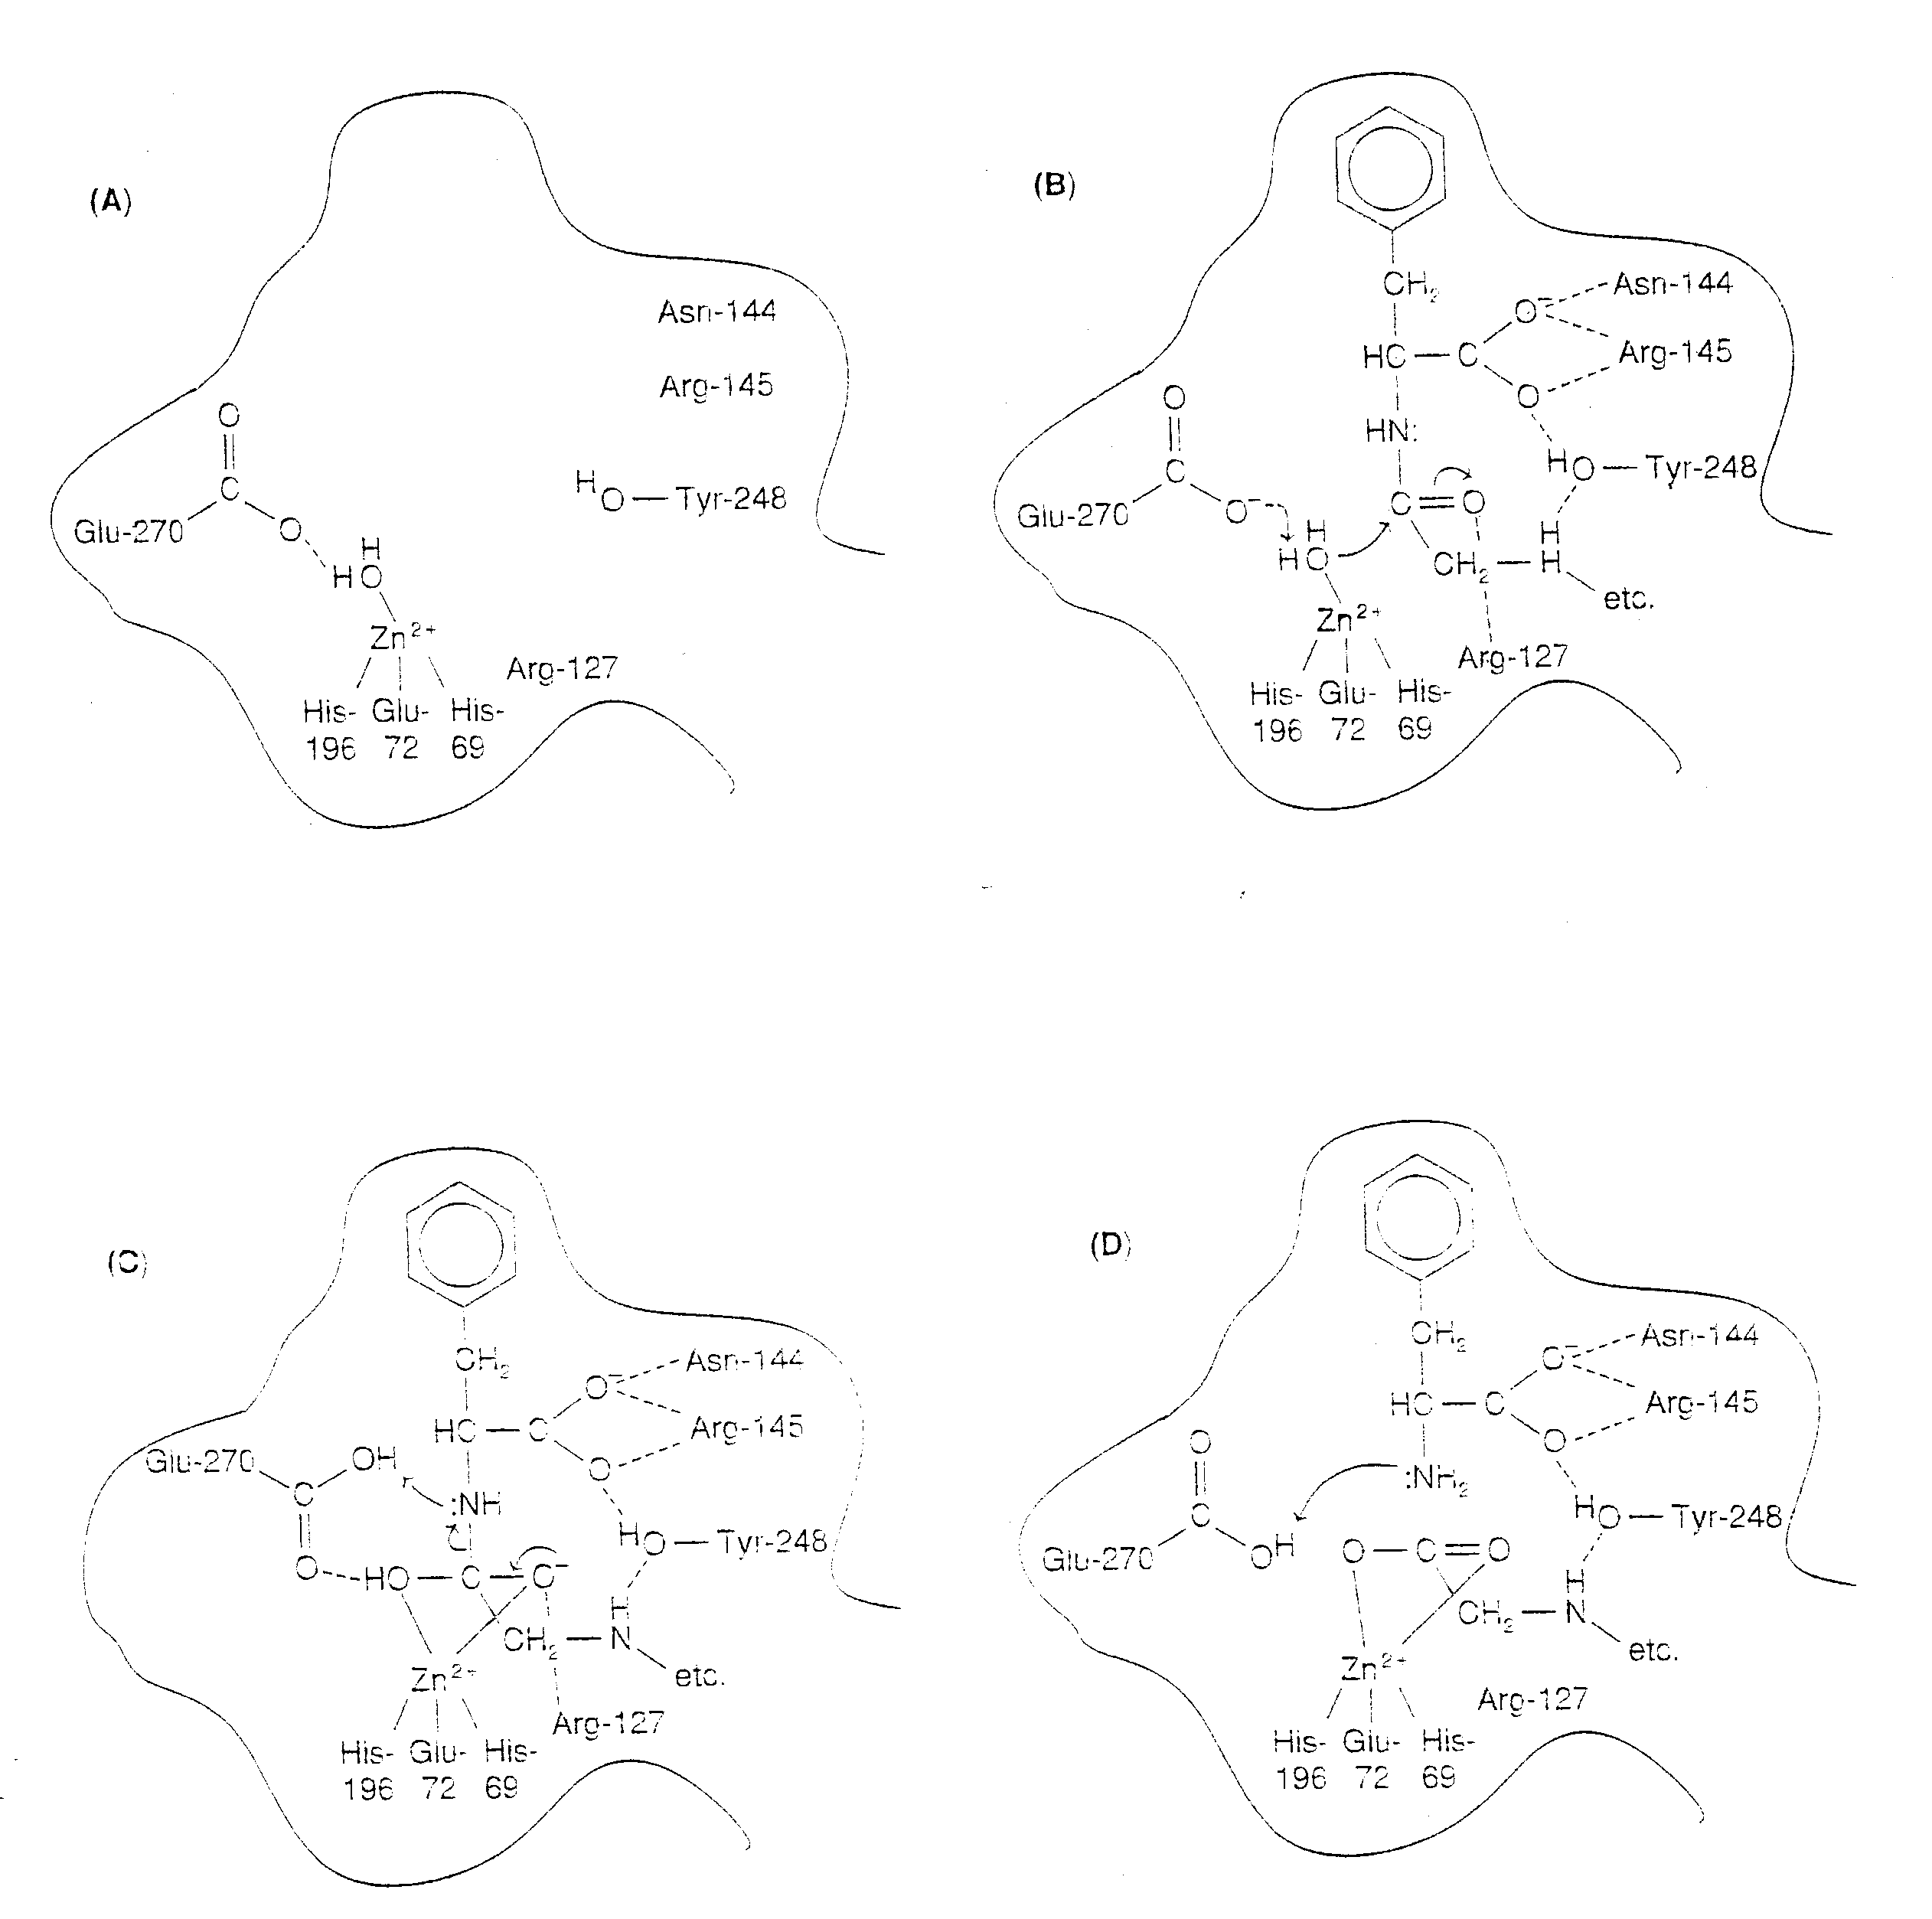 (A)
Asn-144
Arg-145
O
C
Glu-270
O
H
HO
HO—Tyr-248
Zn²⁺
Arg-127
His- Glu- His-
196 72 69
(B)
CH₂
O⁻
Asn-144
HC—C
Arg-145
O
O
HN:
C
HO—Tyr-248
Glu-270
O⁻
C=O
H
HO
H
CH₂—H
etc.
Zn²⁺
Arg-127
His- Glu- His-
196 72 69
(C)
CH₂
O⁻
Asn-144
HC—C
Arg-145
Glu-270
OH
O
C
:NH
HO—Tyr-248
O
HO—C—C⁻
H
CH₂—N
etc.
Zn²⁺
Arg-127
His- Glu- His-
196 72 69
(D)
CH₂
C⁻
Asn-144
HC—C
Arg-145
O
O
:NH₂
C
HO—Tyr-248
Glu-270
OH
O—C=O
H
CH₂—N
etc.
Zn²⁺
Arg-127
His- Glu- His-
196 72 69